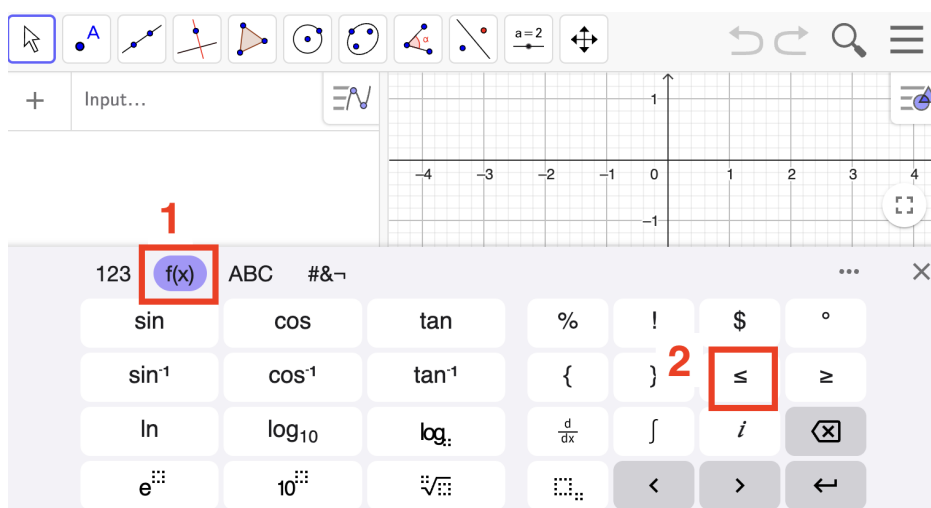 A α a=2
+ Input...
1
-4 -3 -2 -1 0 1 2 3 4
-1
1
123 f(x) ABC #&¬ •••
sin cos tan % ! $ °
2
sin⁻¹ cos⁻¹ tan⁻¹ { } ≤ ≥
ln log₁₀ log d/dx ∫ i
e 10 √ < >